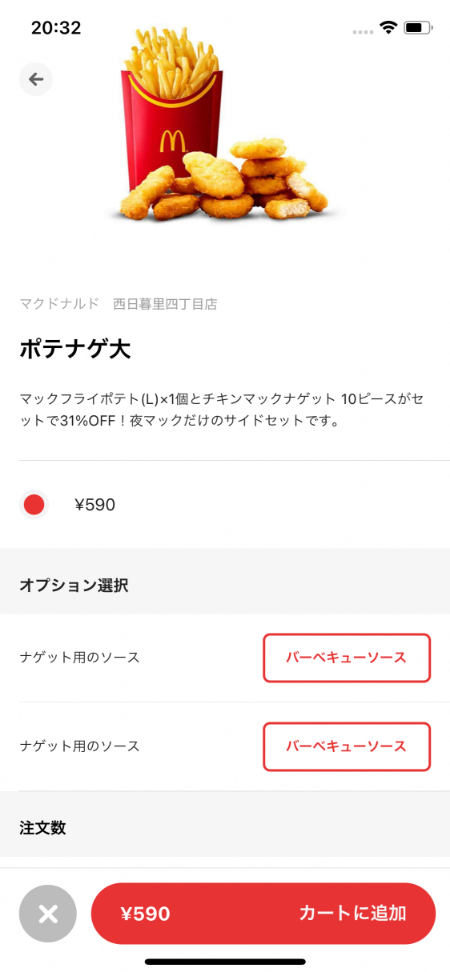 20:32
マクドナルド　西日暮里四丁目店
ポテナゲ大
マックフライポテト(L)×1個とチキンマックナゲット 10ピースがセ
ットで31%OFF！夜マックだけのサイドセットです。
¥590
オプション選択
ナゲット用のソース
バーベキューソース
ナゲット用のソース
バーベキューソース
注文数
¥590
カートに追加